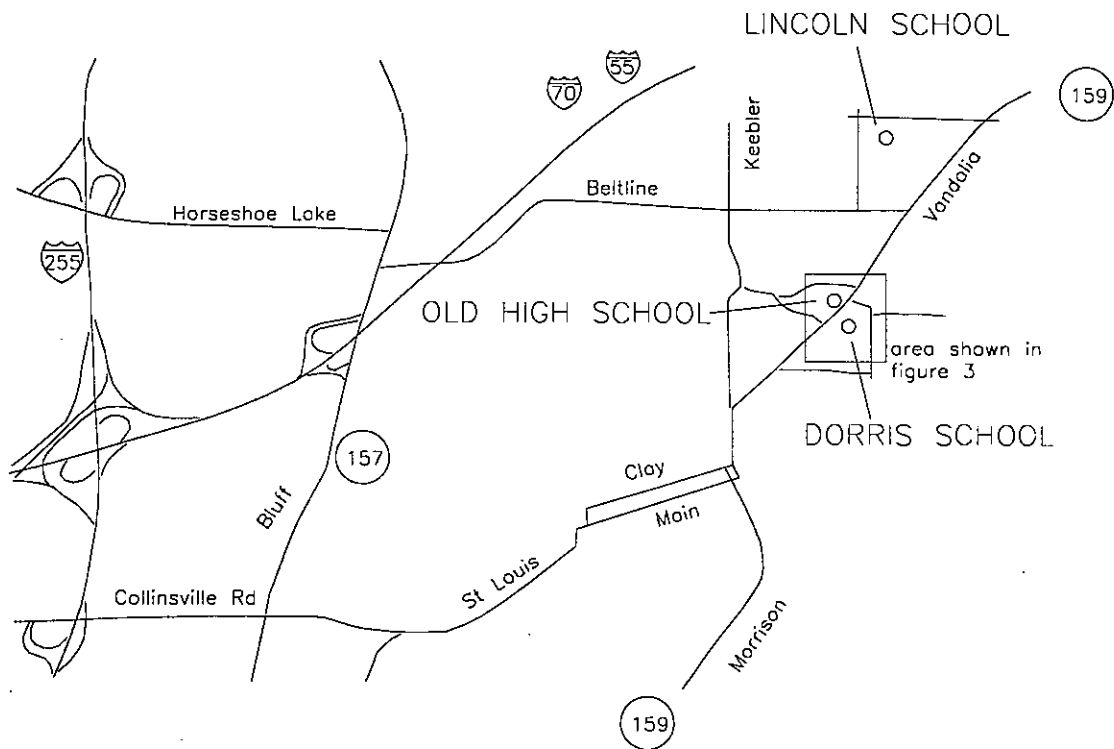 LINCOLN SCHOOL
55
70
159
Keebler
Vandalia
Beltline
Horseshoe Lake
255
OLD HIGH SCHOOL
area shown in
figure 3
DORRIS SCHOOL
157
Clay
Bluff
Main
St Louis
Collinsville Rd
Morrison
159